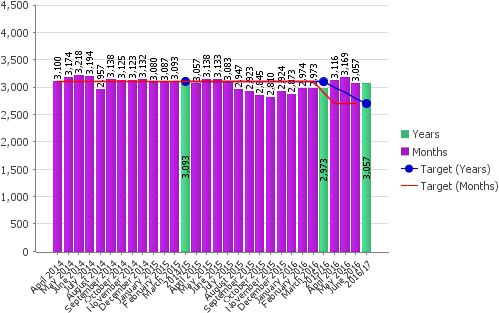 4,500
4,000
3,500
3,000
2,500
2,000
1,500
1,000
500
0
3,100
3,174
3,218
3,194
2,957
3,138
3,125
3,123
3,132
3,080
3,087
3,093
3,093
3,057
3,138
3,133
3,083
2,947
2,923
2,845
2,810
2,924
2,873
2,974
2,973
2,973
3,116
3,169
3,057
3,057
April 2014
May 2014
June 2014
July 2014
August 2014
September 2014
October 2014
November 2014
December 2014
January 2015
February 2015
March 2015
2014/15
April 2015
May 2015
June 2015
July 2015
August 2015
September 2015
October 2015
November 2015
December 2015
January 2016
February 2016
March 2016
2015/16
April 2016
May 2016
June 2016
2016/17
Years
Months
Target (Years)
Target (Months)